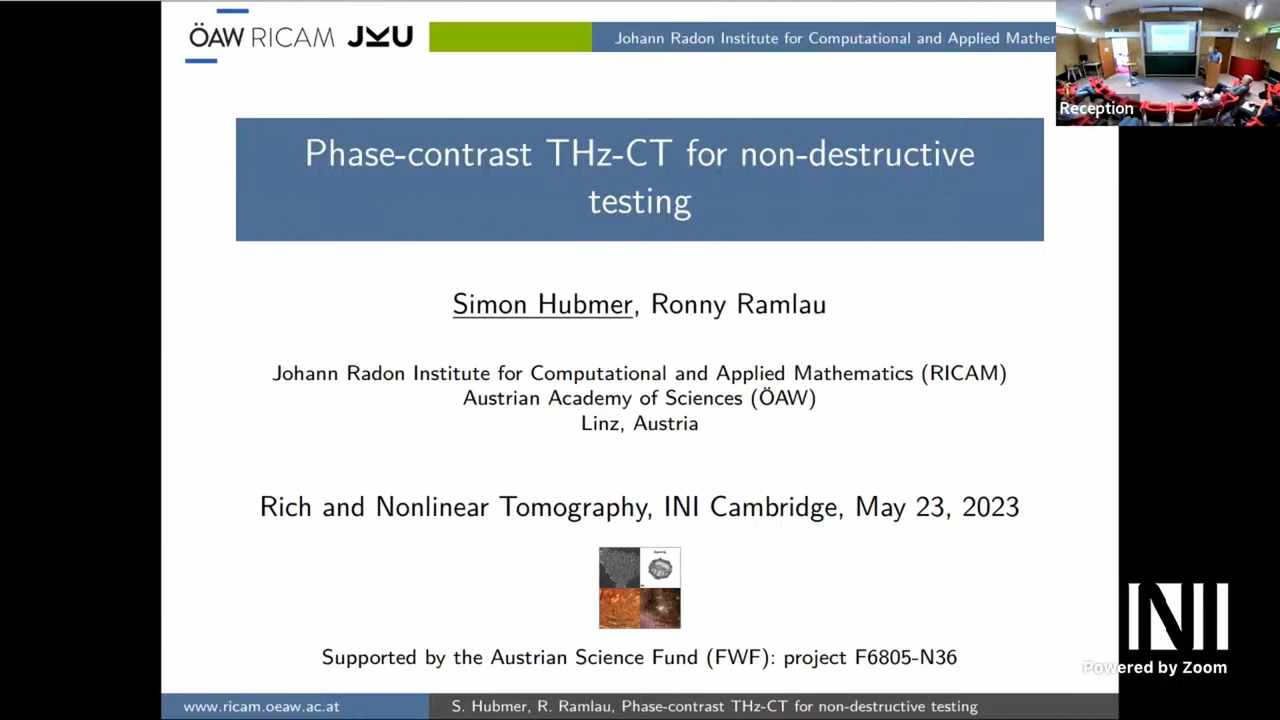 ÖAW RICAM JKU
Johann Radon Institute for Computational and Applied Mather
Reception
Phase-contrast THz-CT for non-destructive
testing
Simon Hubmer, Ronny Ramlau
Johann Radon Institute for Computational and Applied Mathematics (RICAM)
Austrian Academy of Sciences (ÖAW)
Linz, Austria
Rich and Nonlinear Tomography, INI Cambridge, May 23, 2023
Supported by the Austrian Science Fund (FWF): project F6805-N36
INI
Powered by Zoom
www.ricam.oeaw.ac.at
S. Hubmer, R. Ramlau, Phase-contrast THz-CT for non-destructive testing